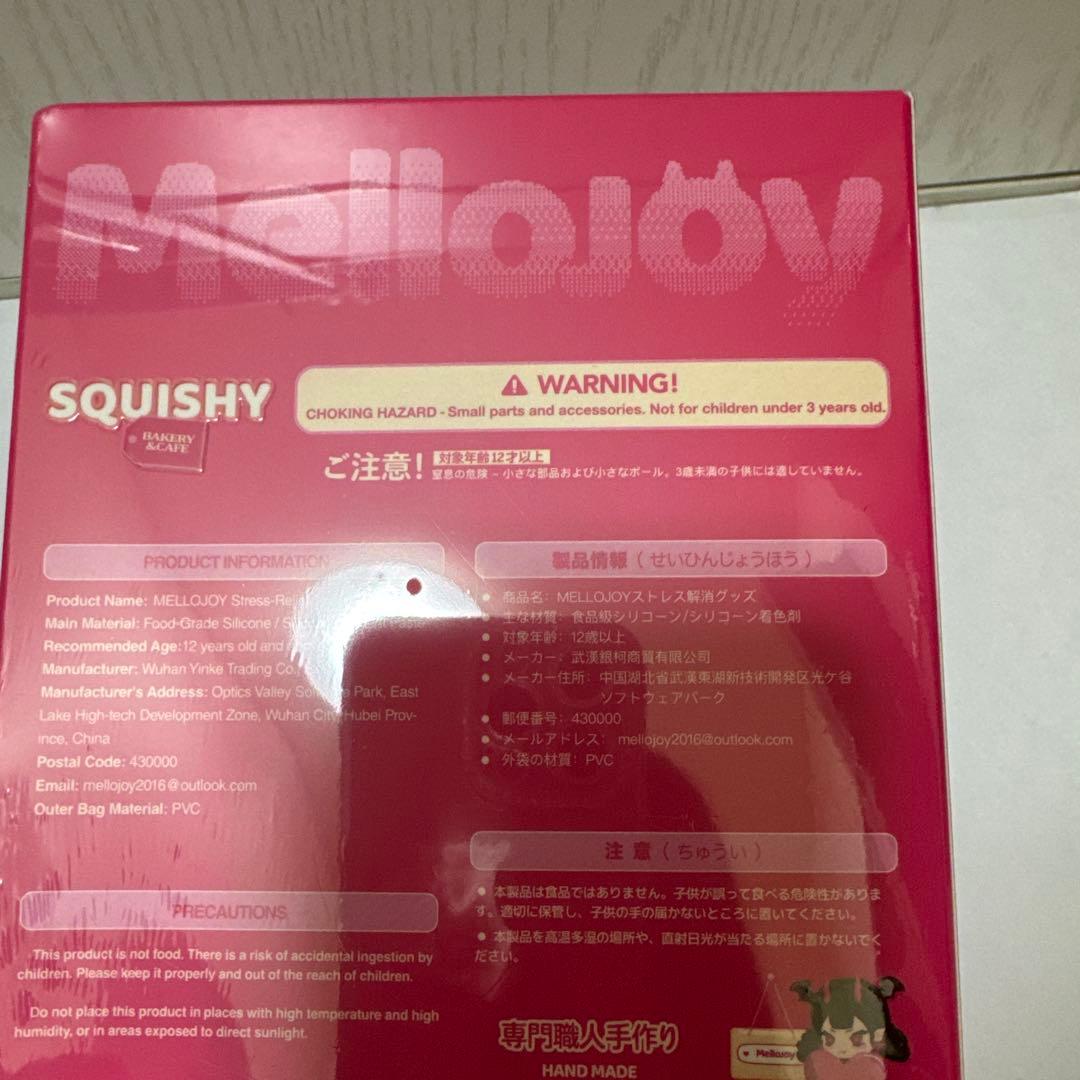 Mellojoy
SQUISHY
BAKERY
&CAFE
WARNING!
CHOKING HAZARD - Small parts and accessories. Not for children under 3 years old.
ご注意! 対象年齢12才以上
窒息の危険 – 小さな部品および小さなボール。3歳未満の子供には適していません。
PRODUCT INFORMATION
Product Name: MELLOJOY Stress-Re
Main Material: Food-Grade Silicone /
Recommended Age:12 years old and
Manufacturer: Wuhan Yinke Trading Co.
Manufacturer's Address: Optics Valley Park, East
Lake High-tech Development Zone, Wuhan City, Hubei Prov-
ince, China
Postal Code: 430000
Email: mellojoy2016@outlook.com
Outer Bag Material: PVC
PRECAUTIONS
This product is not food. There is a risk of accidental ingestion by
children. Please keep it properly and out of the reach of children.
Do not place this product in places with high temperature and high
humidity, or in areas exposed to direct sunlight.
製品情報(せいひんじょうほう)
● 商品名: MELLOJOYストレス解消グッズ
● 主な材質: 食品級シリコーン/シリコーン着色剤
● 対象年齢: 12歳以上
● メーカー: 武漢銀柯商貿有限公司
● メーカー住所: 中国湖北省武漢東湖新技術開発区光ケ谷
ソフトウェアパーク
● 郵便番号: 430000
● メールアドレス: mellojoy2016@outlook.com
● 外袋の材質: PVC
注 意(ちゅうい)
● 本製品は食品ではありません。子供が誤って食べる危険性がありま
す。適切に保管し、子供の手の届かないところに置いてください。
● 本製品を高温多湿の場所や、直射日光が当たる場所に置かないでく
ださい。
専門職人手作り
HAND MADE
Mellojoy